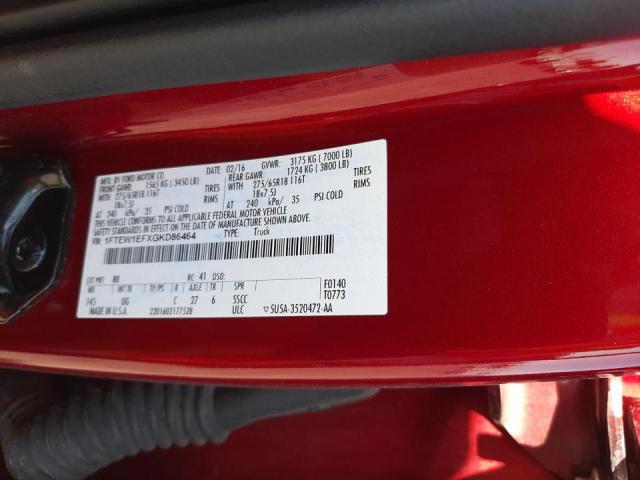 MFD. BY FORD MOTOR CO.
DATE: 02/16 GVWR: 3175 KG ( 7000 LB)
FRONT GAWR: 1565 KG ( 3450 LB) REAR GAWR: 1724 KG ( 3800 LB)
WITH 275/65R18 116T TIRES WITH 275/65R18 116T TIRES
18x7.5J RIMS 18x7.5J RIMS
AT 240 kPa/ 35 PSI COLD AT 240 kPa/ 35 PSI COLD
THIS VEHICLE CONFORMS TO ALL APPLICABLE FEDERAL MOTOR VEHICLE
SAFETY STANDARDS IN EFFECT ON THE DATE OF MANUFACTURE SHOWN ABOVE.
VIN: 1FTEW1EFXGKD86464 TYPE: Truck
EXT PNT: RR RC: 41 DSO: F0140
WB TP/PS R AXLE TR SPR T0773
145 UG C 27 6 SSCC
MADE IN U.S.A. 2201602177528 ULC 5U5A-3520472-AA